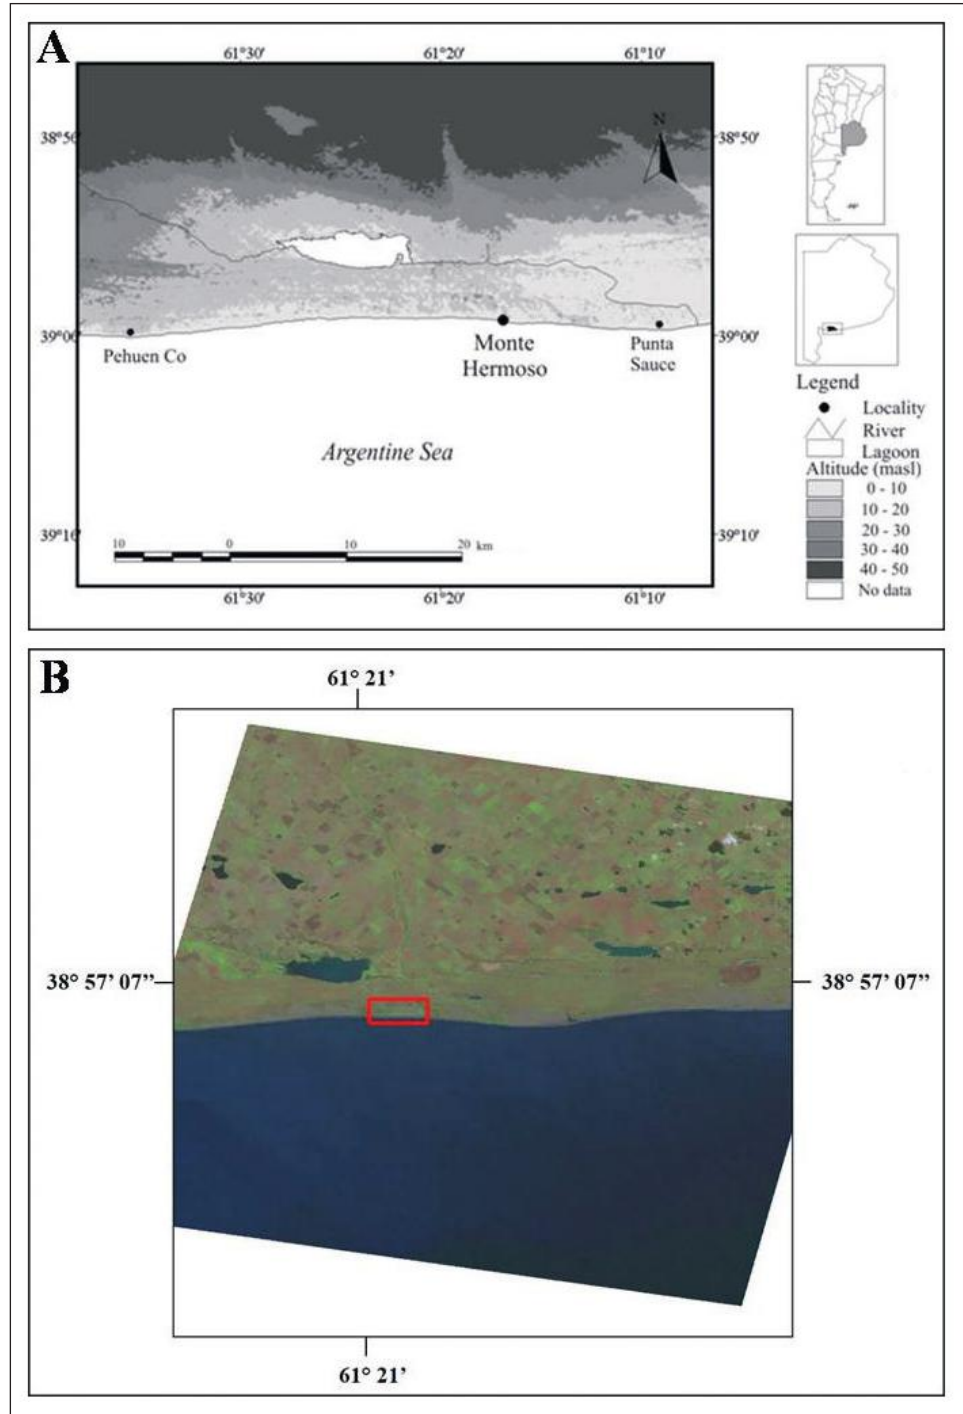 A
61°30'
61°20'
61°10'
38°50'
38°50'
N
39°00'
39°00'
Pehuen Co
Monte
Hermoso
Punta
Sauce
Argentine Sea
39°10'
39°10'
10
0
10
20
km
61°30'
61°20'
61°10'
Legend
Locality
River
Lagoon
Altitude (masl)
0 - 10
10 - 20
20 - 30
30 - 40
40 - 50
No data
B
61° 21’
38° 57’ 07”
38° 57’ 07”
61° 21’